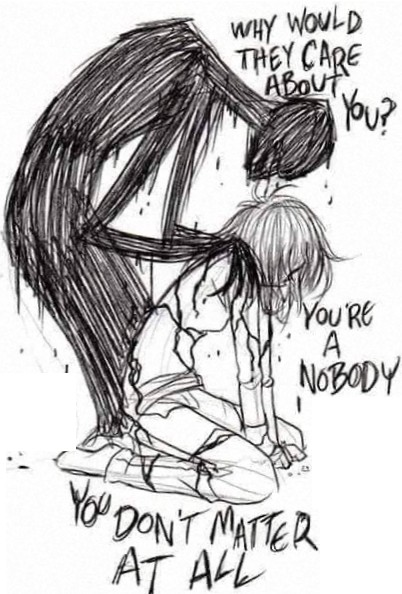 WHY WOULD
THEY CARE
ABOUT
YOU?
YOU'RE
A
NOBODY
YOU DON'T MATTER
AT ALL